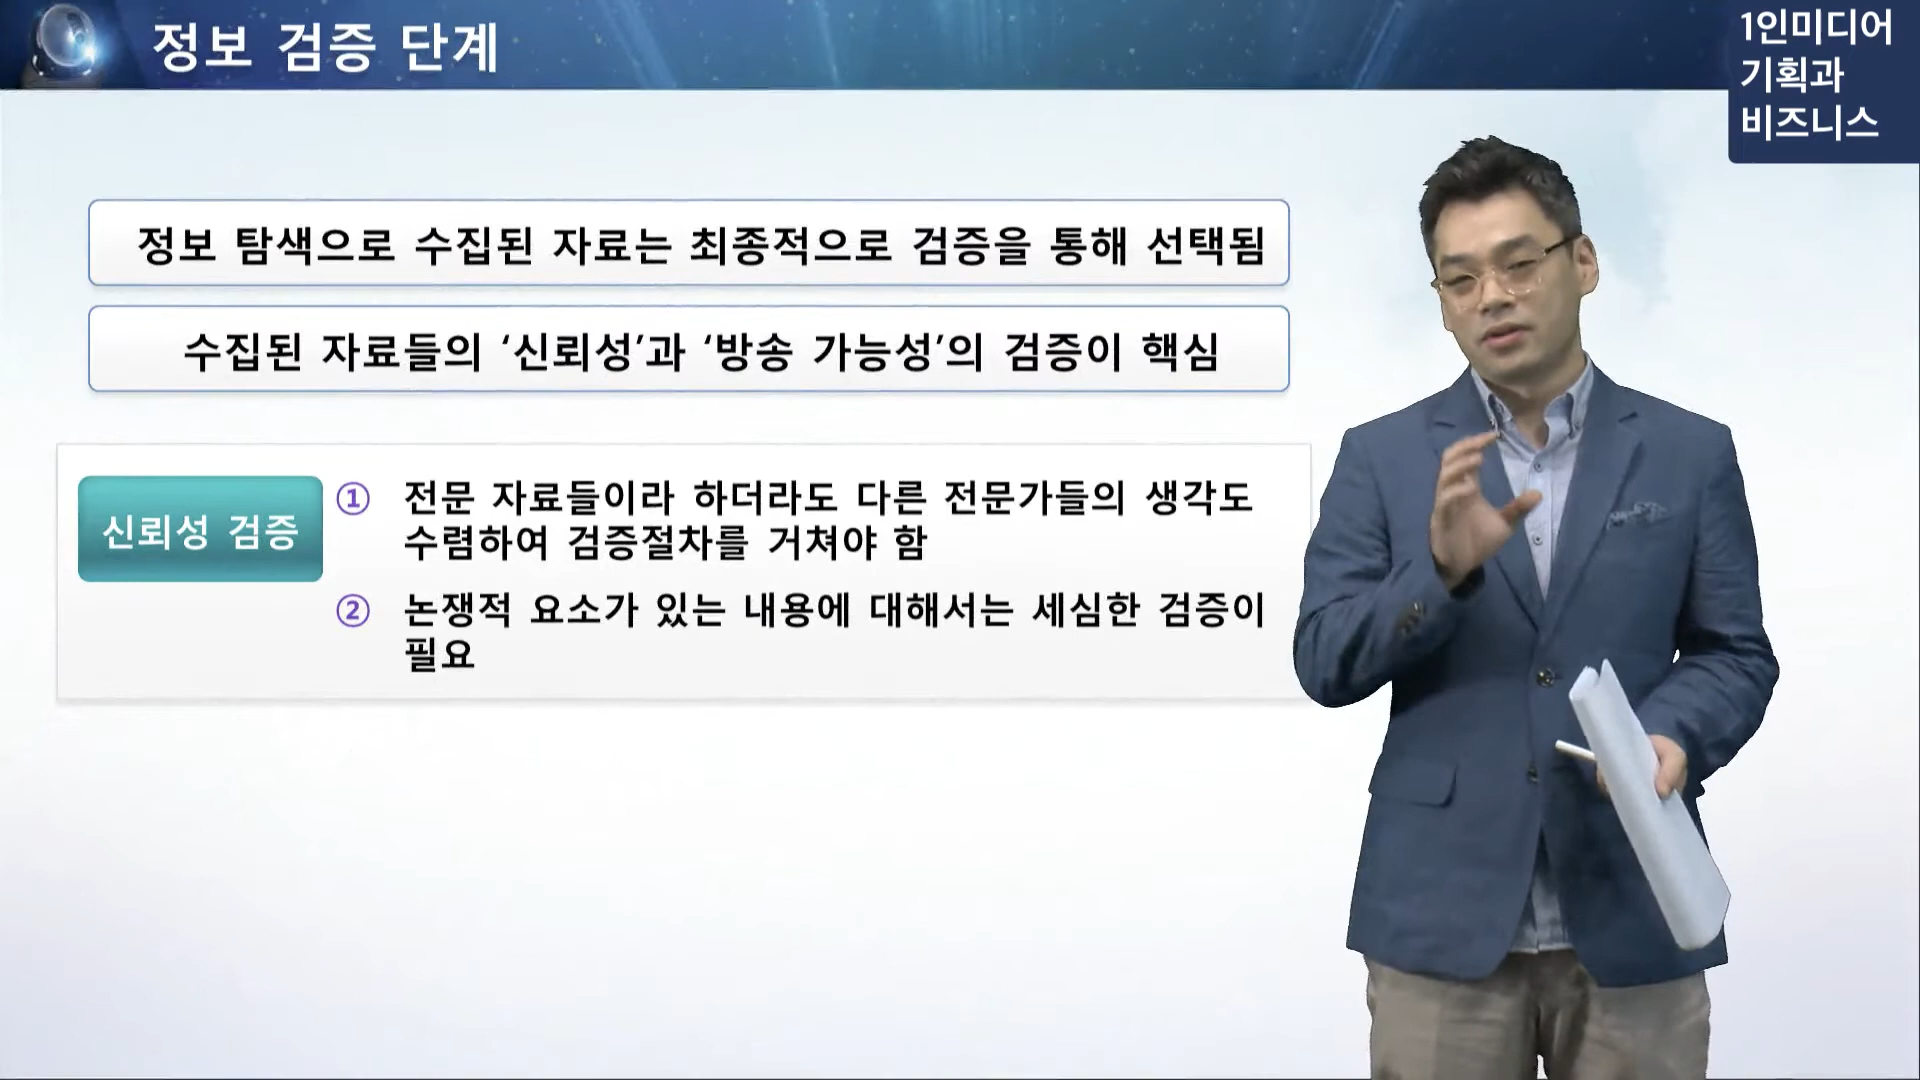 정보 검증 단계
1인미디어
기획과
비즈니스
정보 탐색으로 수집된 자료는 최종적으로 검증을 통해 선택됨
수집된 자료들의 ‘신뢰성’과 ‘방송 가능성’의 검증이 핵심
신뢰성 검증
① 전문 자료들이라 하더라도 다른 전문가들의 생각도
수렴하여 검증절차를 거쳐야 함
② 논쟁적 요소가 있는 내용에 대해서는 세심한 검증이
필요